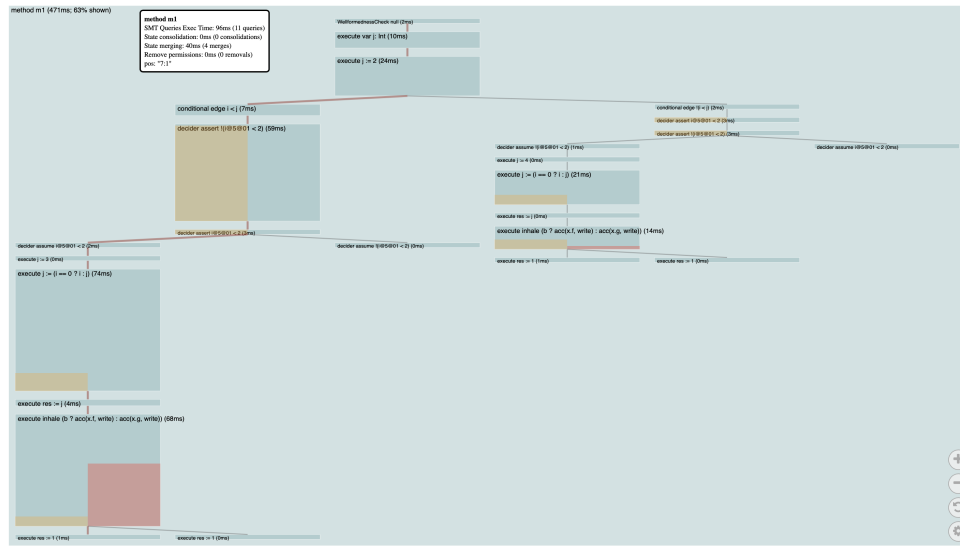 method m1 (471ms; 63% shown)
method m1
SMT Queries Exec Time: 96ms (11 queries)
State consolidation: 0ms (0 consolidations)
State merging: 40ms (4 merges)
Remove permissions: 0ms (0 removals)
pos: "7:1"
WellformednessCheck null (2ms)
execute var j: Int (10ms)
execute j := 2 (24ms)
conditional edge i < j (7ms)
conditional edge !(i < j) (2ms)
decider assert i@5@01 < 2 (3ms)
decider assert !(i@5@01 < 2) (59ms)
decider assert !(i@5@01 < 2) (3ms)
decider assume !(i@5@01 < 2) (1ms)
decider assume i@5@01 < 2 (0ms)
execute j := 4 (0ms)
execute j := (i == 0 ? i : j) (21ms)
execute res := j (0ms)
execute inhale (b ? acc(x.f, write) : acc(x.g, write)) (14ms)
decider assert i@5@01 < 2 (3ms)
decider assume i@5@01 < 2 (2ms)
decider assume !(i@5@01 < 2) (0ms)
execute j := 3 (0ms)
execute res := 1 (1ms)
execute res := 1 (0ms)
execute j := (i == 0 ? i : j) (74ms)
execute res := j (4ms)
execute inhale (b ? acc(x.f, write) : acc(x.g, write)) (68ms)
execute res := 1 (1ms)
execute res := 1 (0ms)